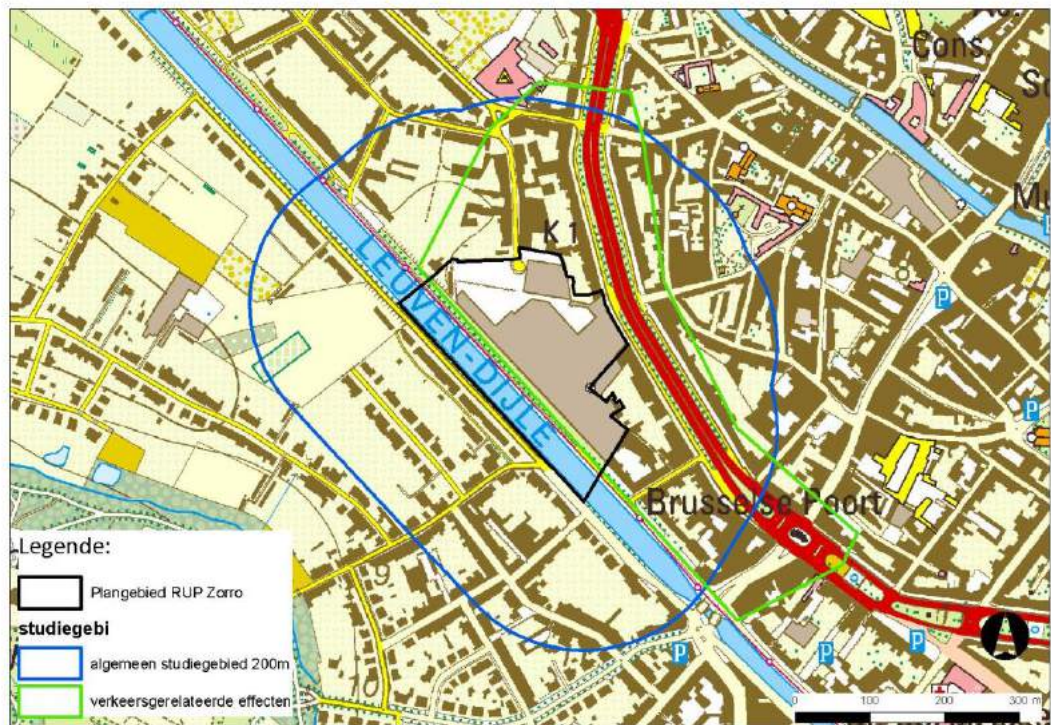 Cons
K 1
P
LEUVEN-DIJLE
P
Brusselse Poort
Legende:
Plangebied RUP Zorro
studiegebi
algemeen studiegebied 200m
verkeersgerelateerde effecten
P
P
P
0 100 200 300 m